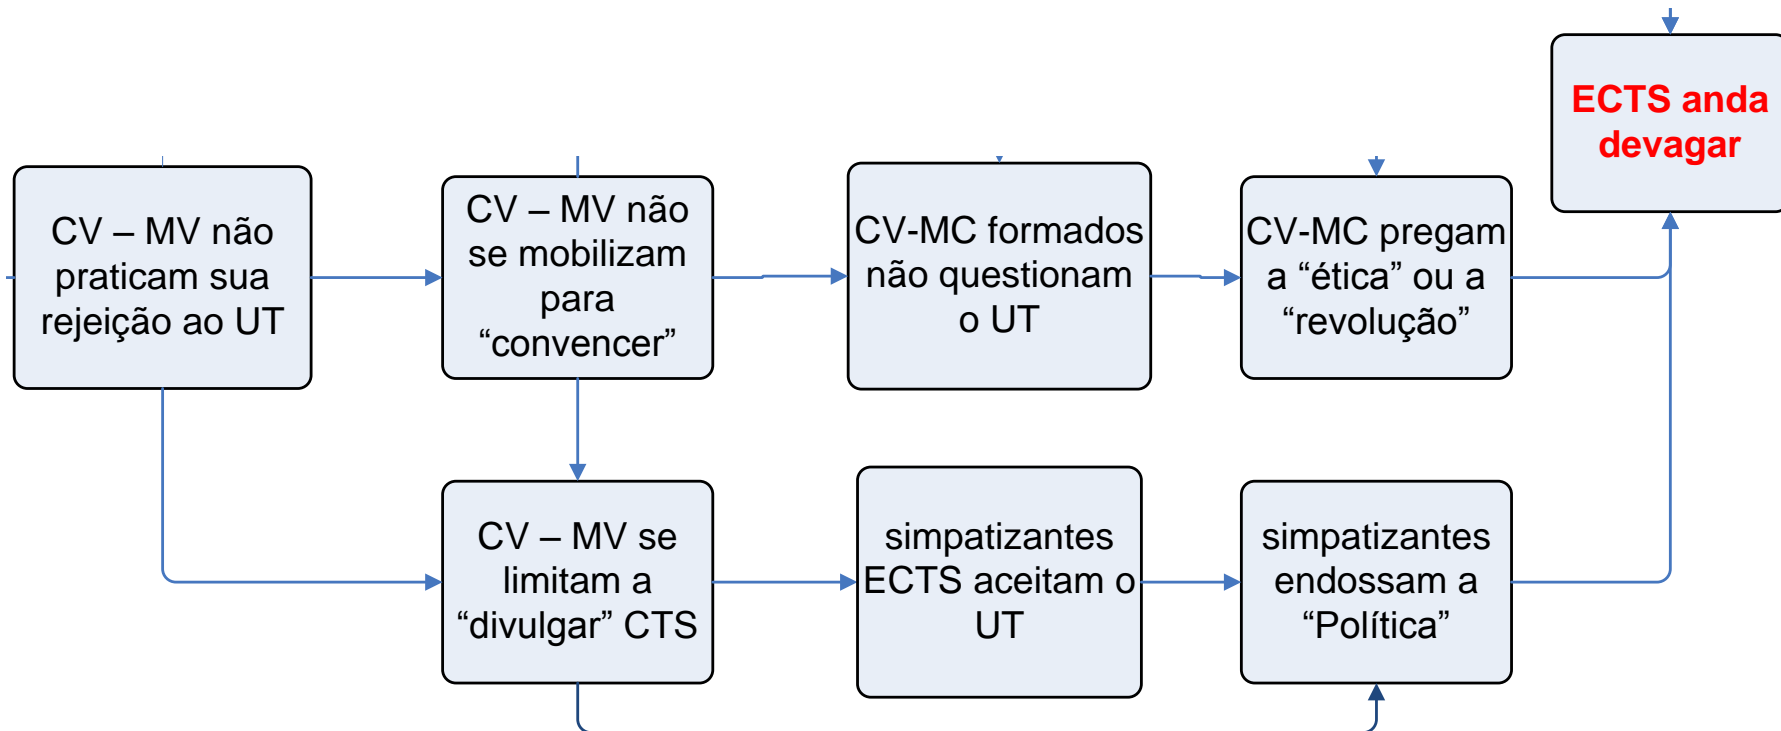 ECTS anda
devagar
CV – MV não
praticam sua
rejeição ao UT
CV – MV não
se mobilizam
para
“convencer”
CV-MC formados
não questionam
o UT
CV-MC pregam
a “ética” ou a
“revolução”
CV – MV se
limitam a
“divulgar” CTS
simpatizantes
ECTS aceitam o
UT
simpatizantes
endossam a
“Política”